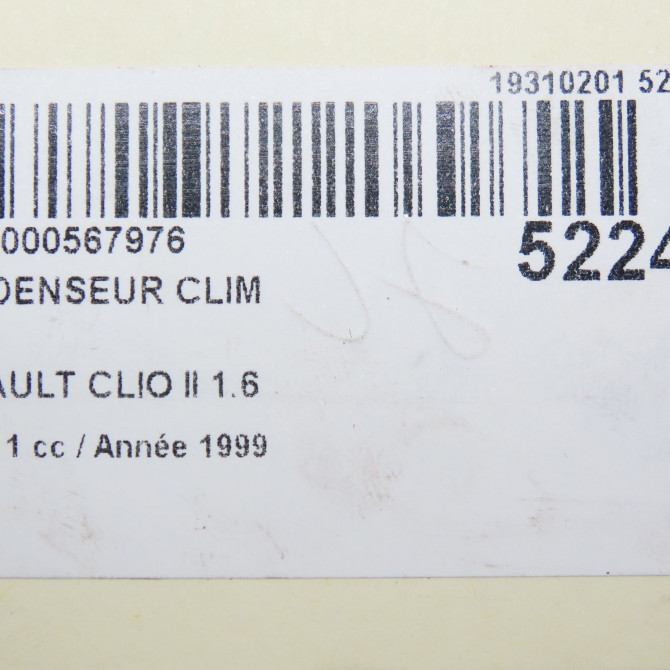 19310201 52
000567976
5224
DENSEUR CLIM
AULT CLIO II 1.6
1 cc / Année 1999